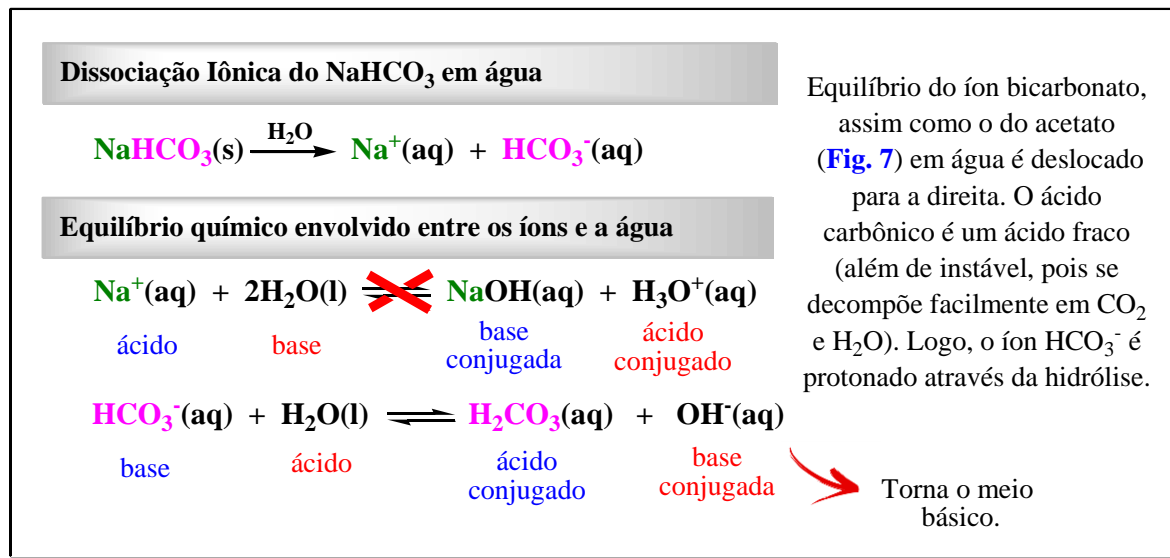 Dissociação Iônica do NaHCO₃ em água
H₂O
NaHCO₃(s) ⟶ Na⁺(aq) + HCO₃⁻(aq)
Equilíbrio químico envolvido entre os íons e a água
Na⁺(aq) + 2H₂O(l) ⇌ NaOH(aq) + H₃O⁺(aq)
ácido base base conjugada ácido conjugado
HCO₃⁻(aq) + H₂O(l) ⇌ H₂CO₃(aq) + OH⁻(aq)
base ácido ácido conjugado base conjugada
Equilíbrio do íon bicarbonato,
assim como o do acetato
(Fig. 7) em água é deslocado
para a direita. O ácido
carbônico é um ácido fraco
(além de instável, pois se
decompõe facilmente em CO₂
e H₂O). Logo, o íon HCO₃⁻ é
protonado através da hidrólise.
Torna o meio
básico.